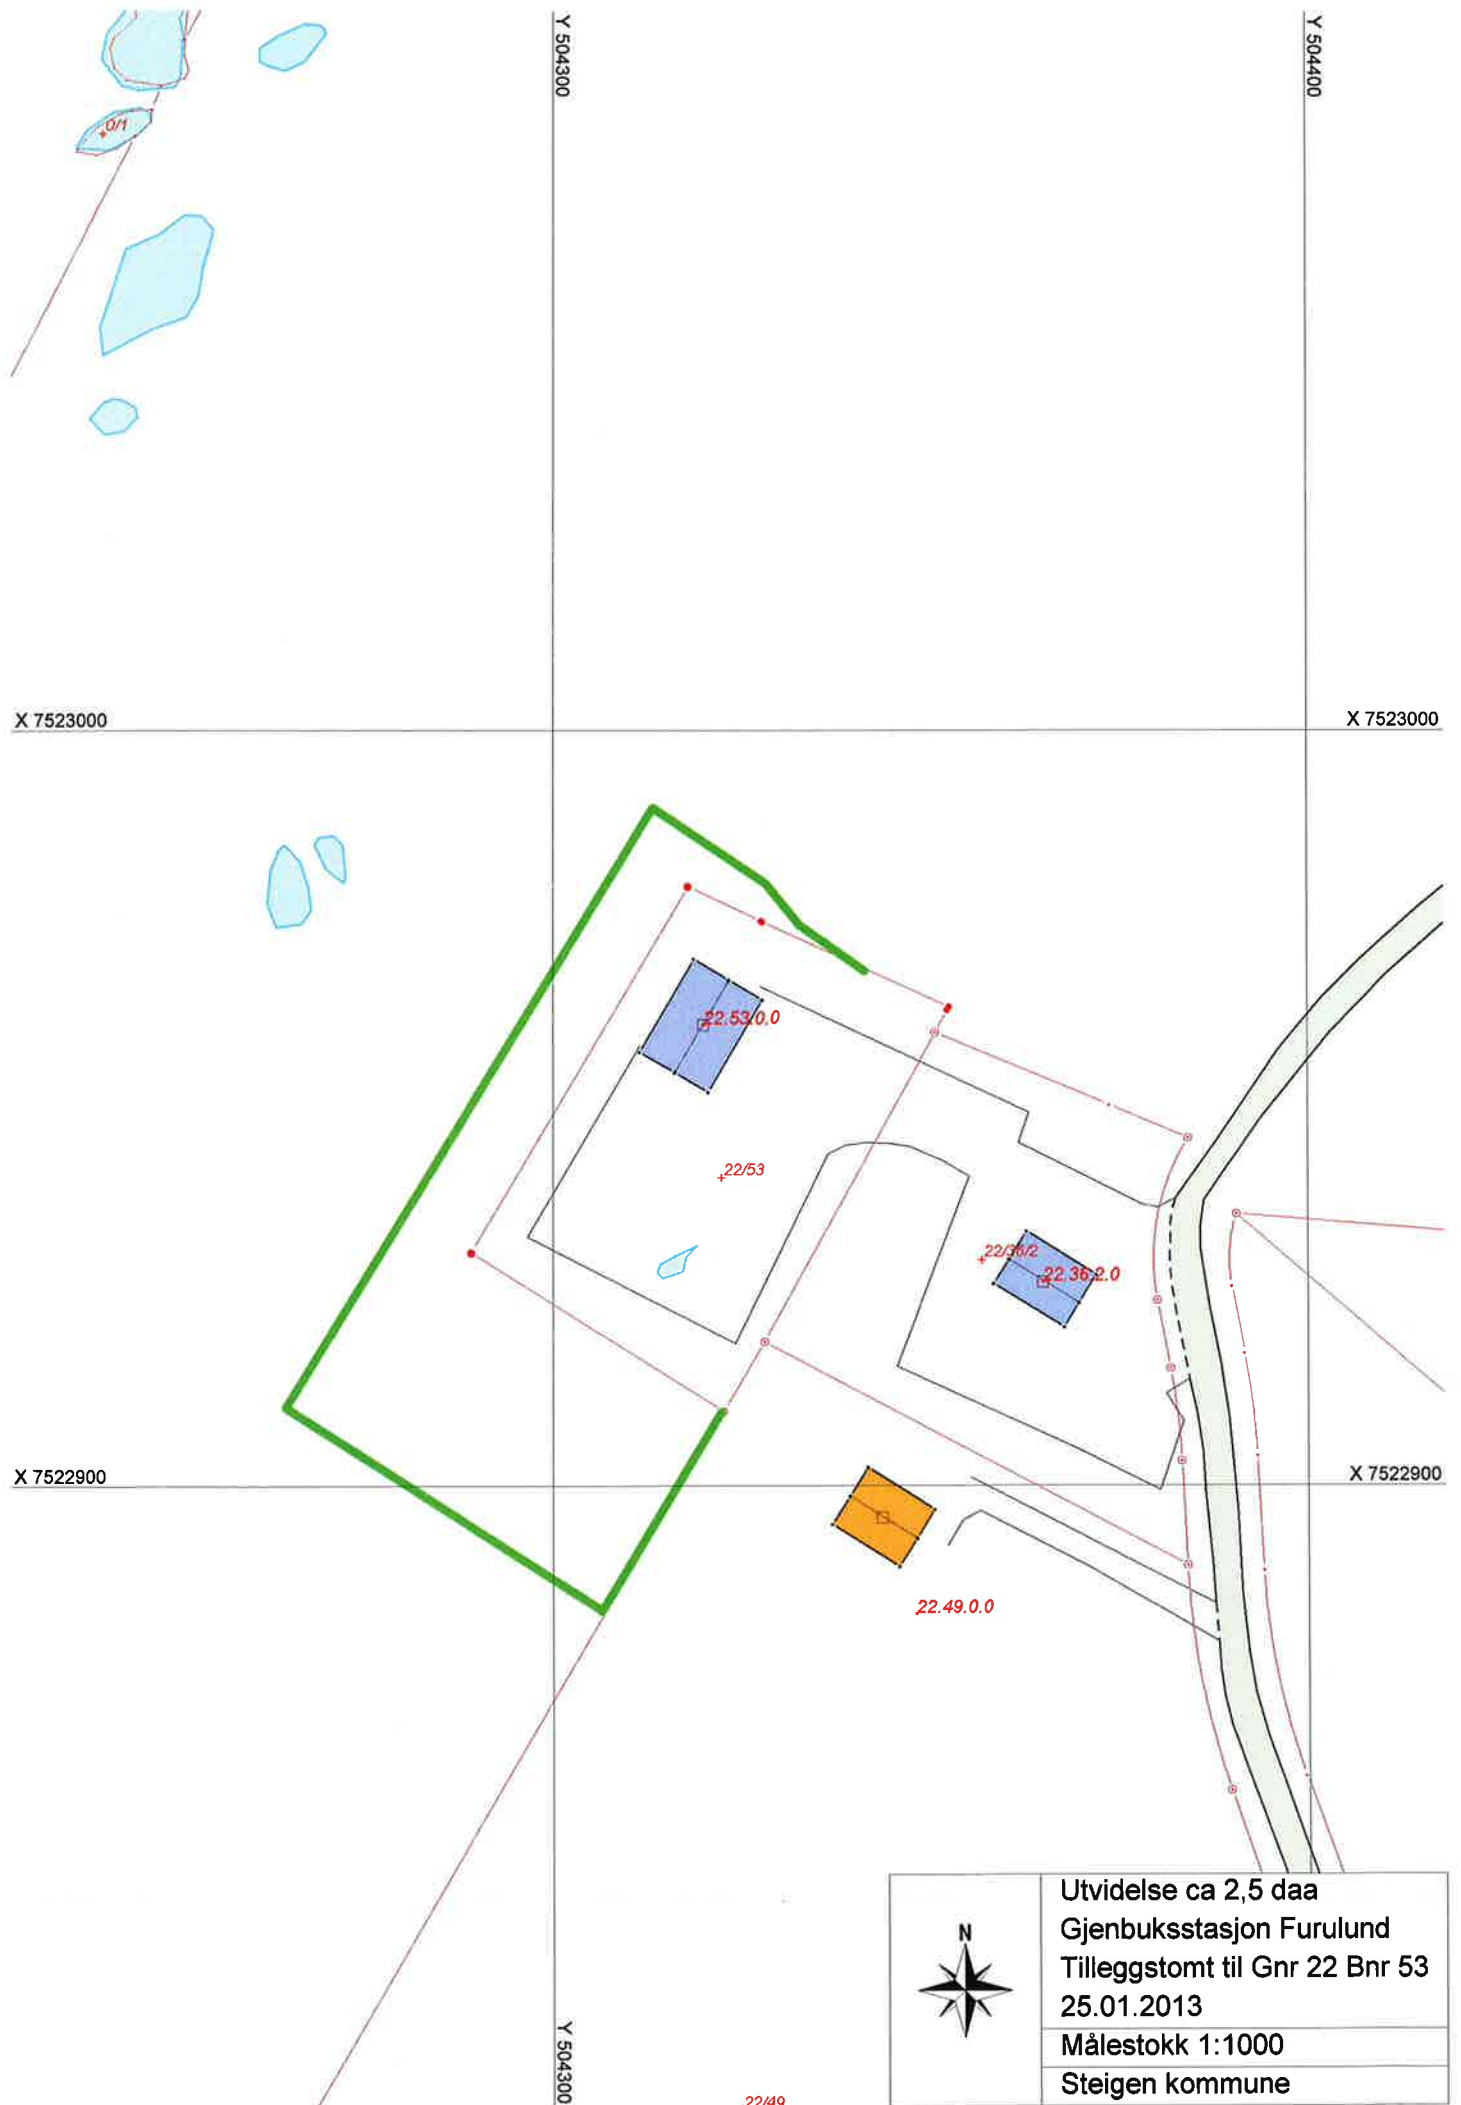 Y 504300
Y 504400
0/1
X 7523000
X 7523000
22.53.0.0
22/53
22/36/2
22.36.2.0
X 7522900
X 7522900
22.49.0.0
Y 504300
22/49
N
Utvidelse ca 2,5 daa
Gjenbuksstasjon Furulund
Tilleggstomt til Gnr 22 Bnr 53
25.01.2013
Målestokk 1:1000
Steigen kommune